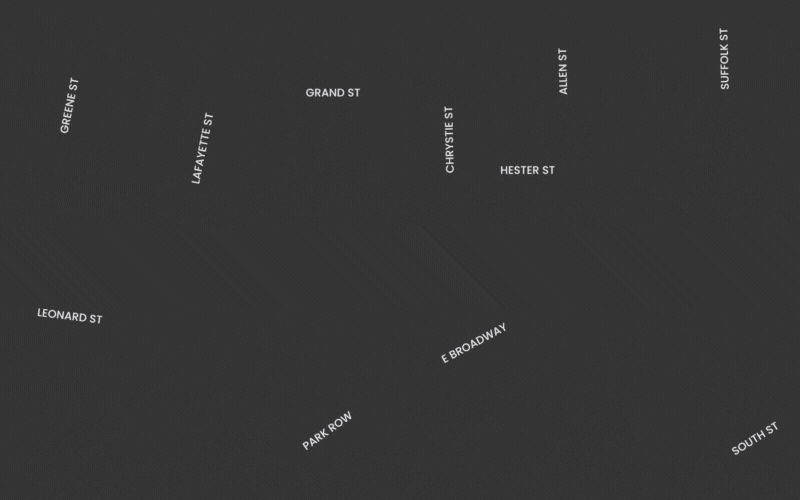 SUFFOLK ST
ALLEN ST
GREENE ST
GRAND ST
LAFAYETTE ST
CHRYSTIE ST
HESTER ST
LEONARD ST
E BROADWAY
PARK ROW
SOUTH ST